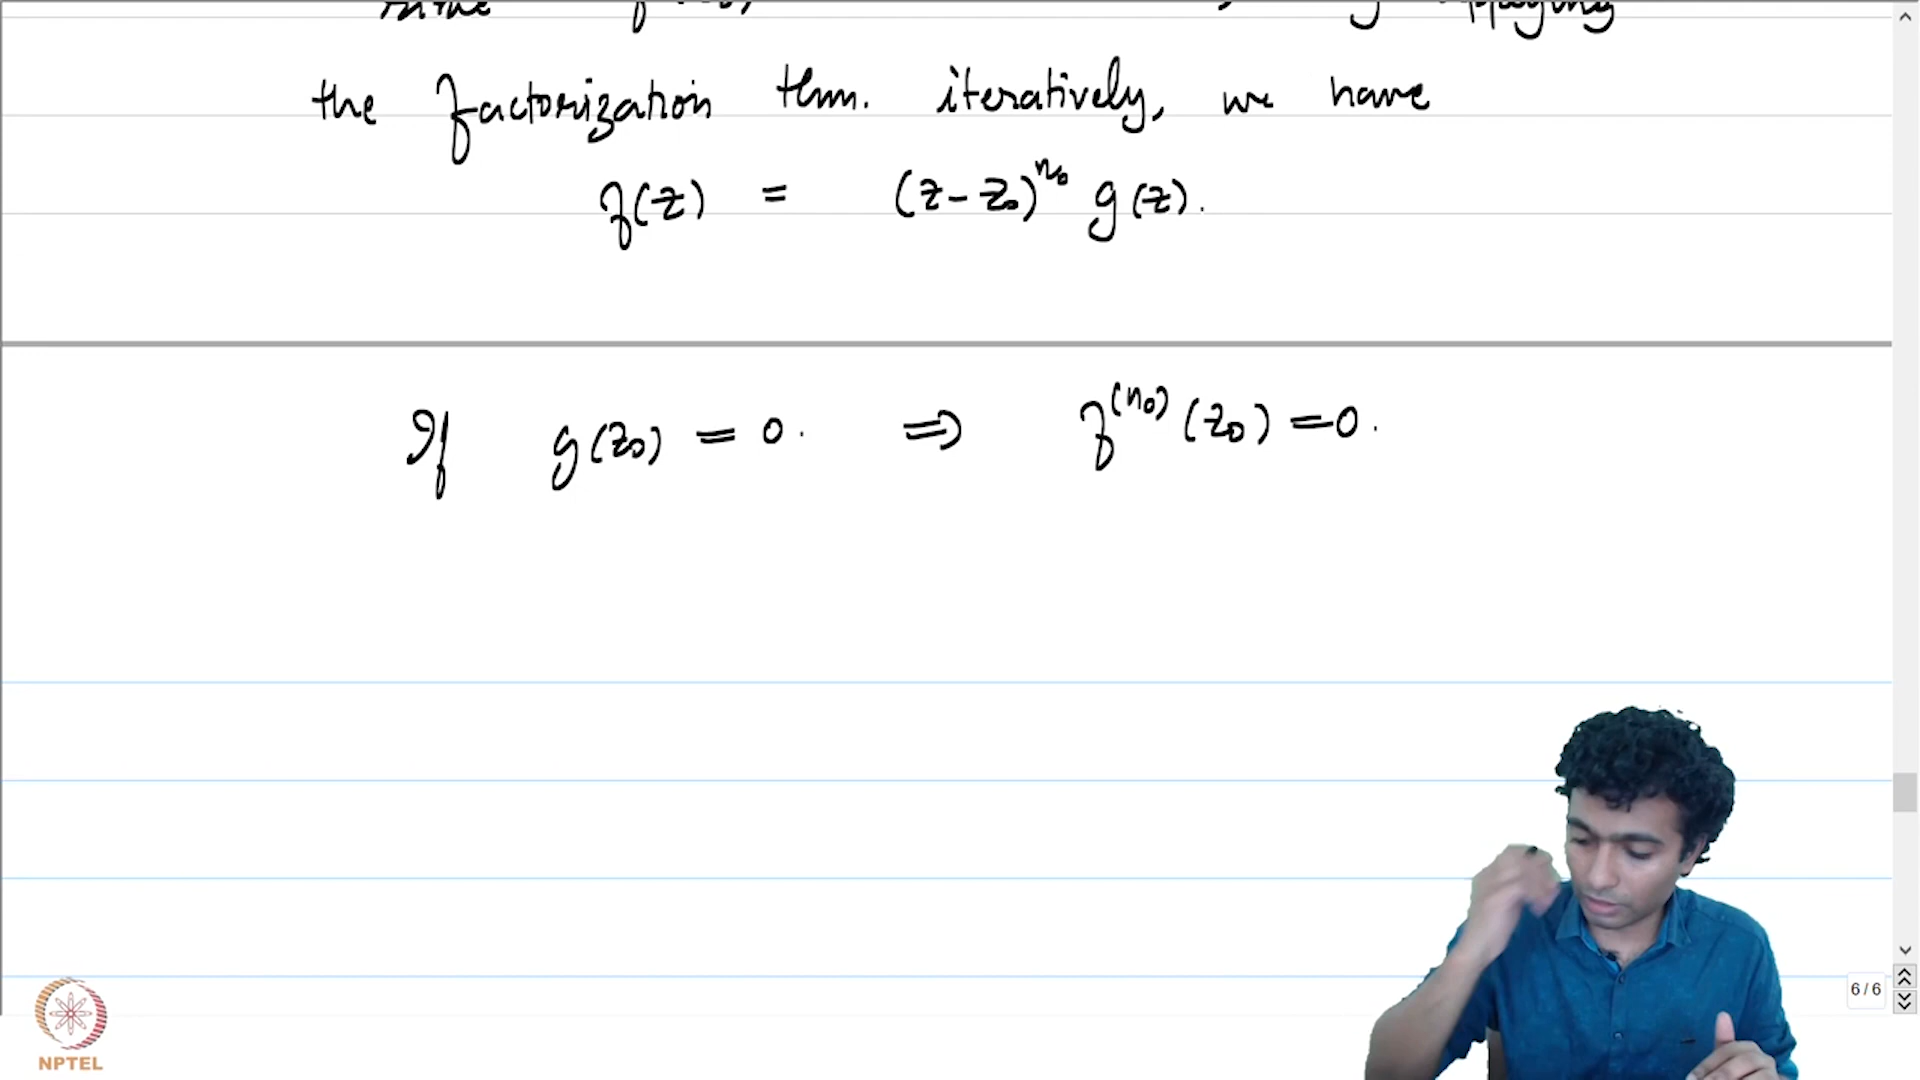 the factorization thm. iteratively, we have
f(z) = (z-z₀)^n₀ g(z).
If g(z₀) = 0. ⇒ f^(n₀)(z₀) = 0.
6 / 6
NPTEL